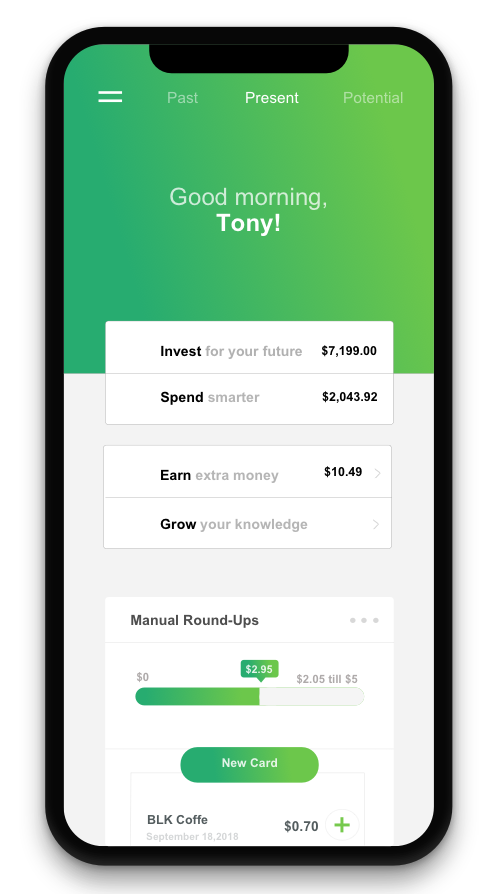 Past Present Potential
Good morning,
Tony!
Invest for your future $7,199.00
Spend smarter $2,043.92
Earn extra money $10.49
Grow your knowledge
Manual Round-Ups
$0 $2.95 $2.05 till $5
New Card
BLK Coffe $0.70
September 18,2018